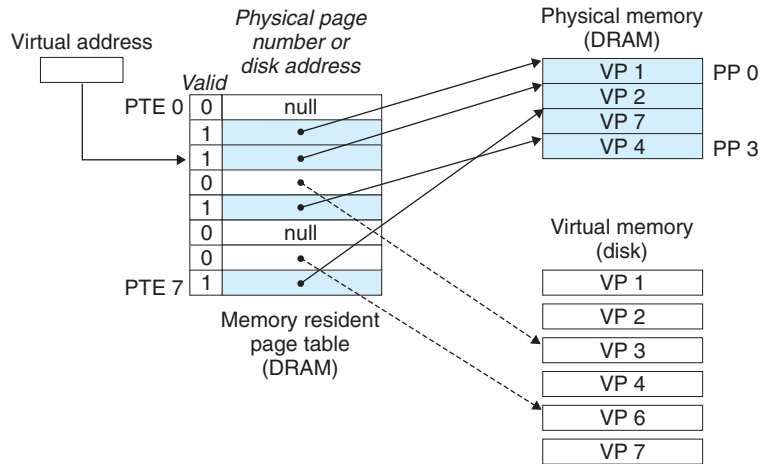 Virtual address
Physical page
number or
disk address
Valid
PTE 0 0 null
1
1
0
1
0 null
0
PTE 7 1
Memory resident
page table
(DRAM)
Physical memory
(DRAM)
VP 1 PP 0
VP 2
VP 7
VP 4 PP 3
Virtual memory
(disk)
VP 1
VP 2
VP 3
VP 4
VP 6
VP 7